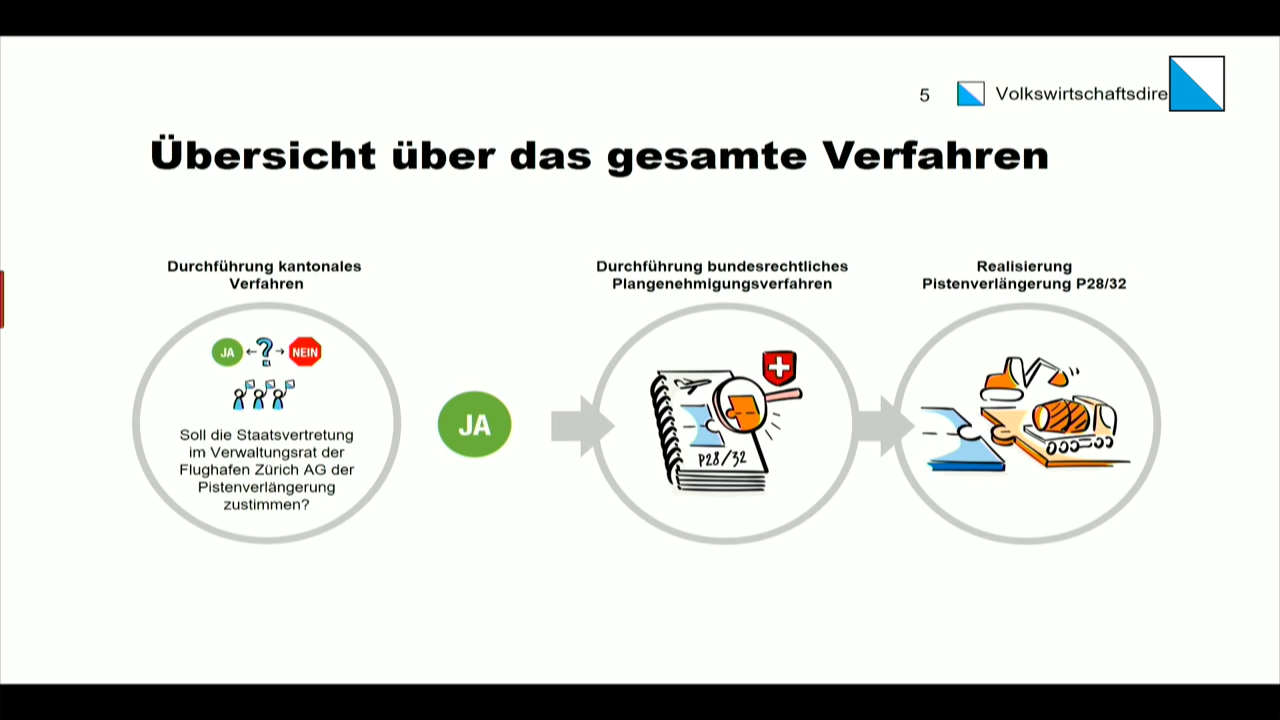 5 Volkswirtschaftsdire
Übersicht über das gesamte Verfahren
Durchführung kantonales
Verfahren
JA
NEIN
Soll die Staatsvertretung
im Verwaltungsrat der
Flughafen Zürich AG der
Pistenverlängerung
zustimmen?
JA
Durchführung bundesrechtliches
Plangenehmigungsverfahren
P28/32
Realisierung
Pistenverlängerung P28/32